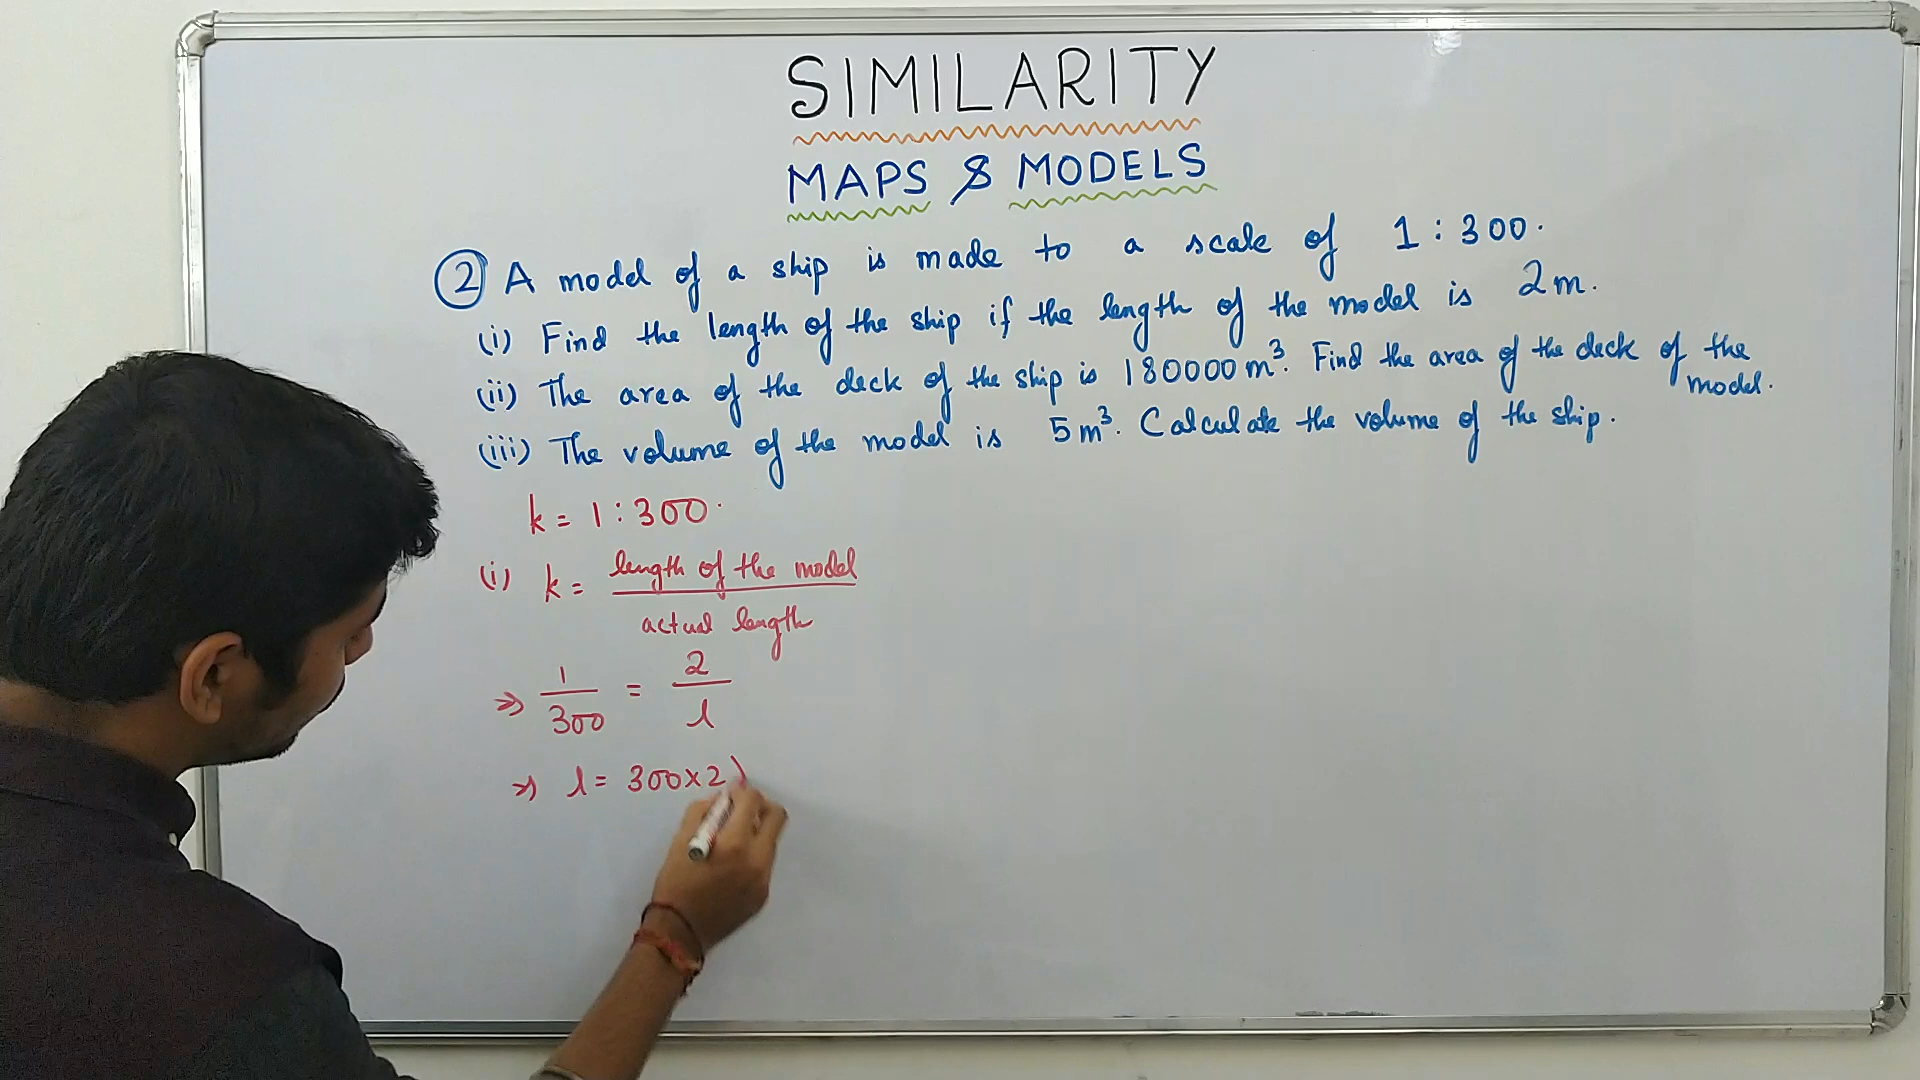 SIMILARITY
MAPS & MODELS
② A model of a ship is made to a scale of 1 : 300.
(i) Find the length of the ship if the length of the model is 2m.
(ii) The area of the deck of the ship is 180000 m³. Find the area of the deck of the model.
(iii) The volume of the model is 5m³. Calculate the volume of the ship.
k = 1 : 300.
(i) k = length of the model / actual length
⇒ 1/300 = 2/l
⇒ l = 300×2